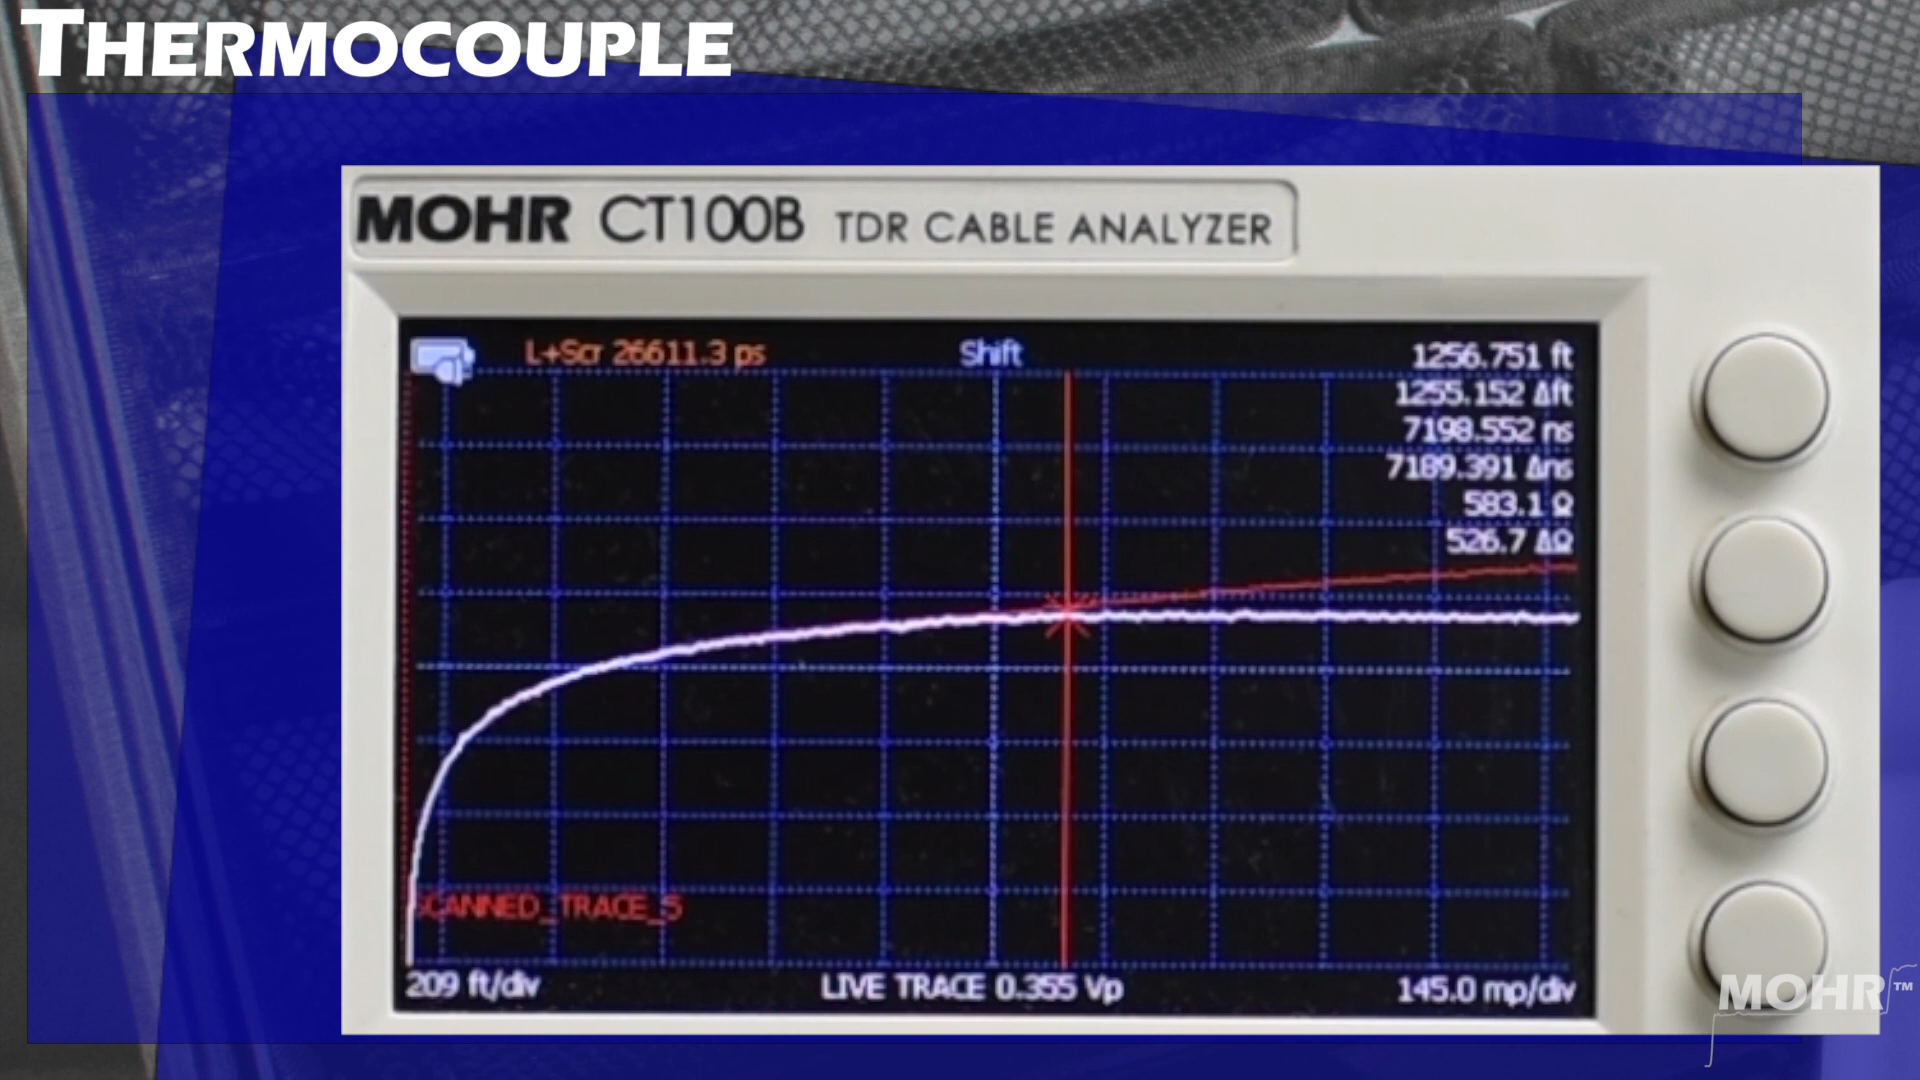 THERMOCOUPLE
MOHR CT100B TDR CABLE ANALYZER
L+Scr 26611.3 ps
Shift
1256.751 ft
1255.152 Δft
7198.552 ns
7189.391 Δns
583.1 Ω
526.7 ΔΩ
SCANNED_TRACE_5
209 ft/div
LIVE TRACE 0.355 Vp
145.0 mp/div
MOHR™